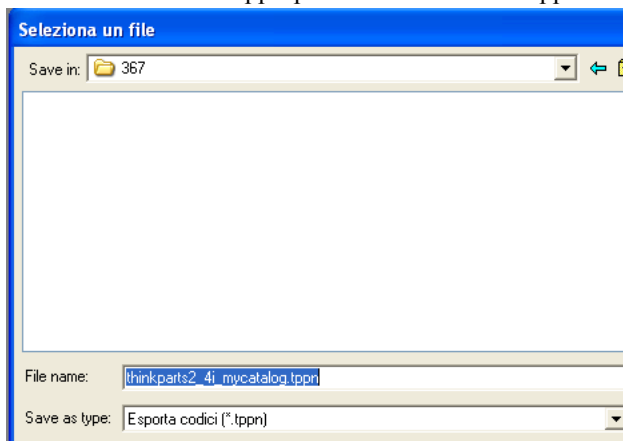 Seleziona un file
Save in: 367
File name: thinkparts2_4i_mycatalog.tppn
Save as type: Esporta codici (*.tppn)